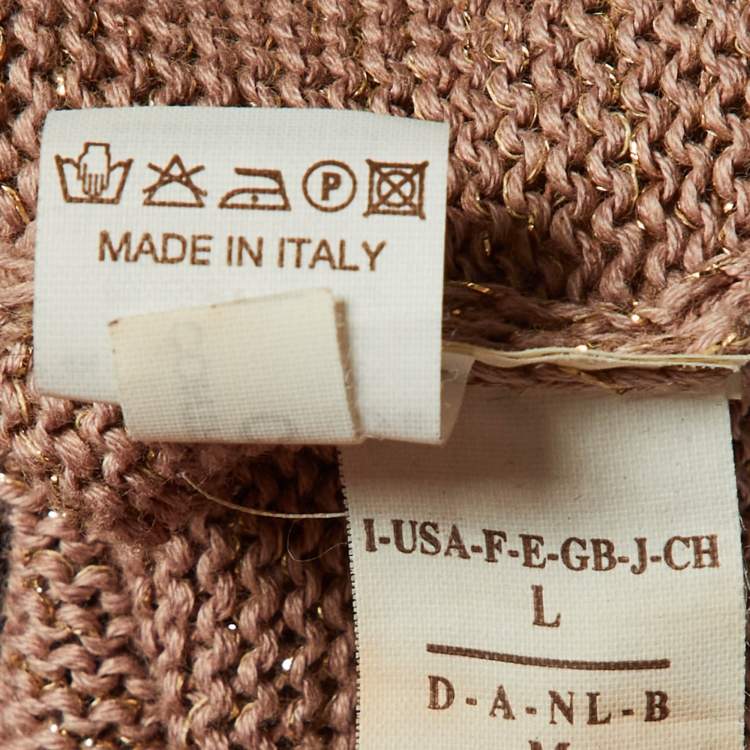 P
MADE IN ITALY
I-USA-F-E-GB-J-CH
L
D-A-NL-B